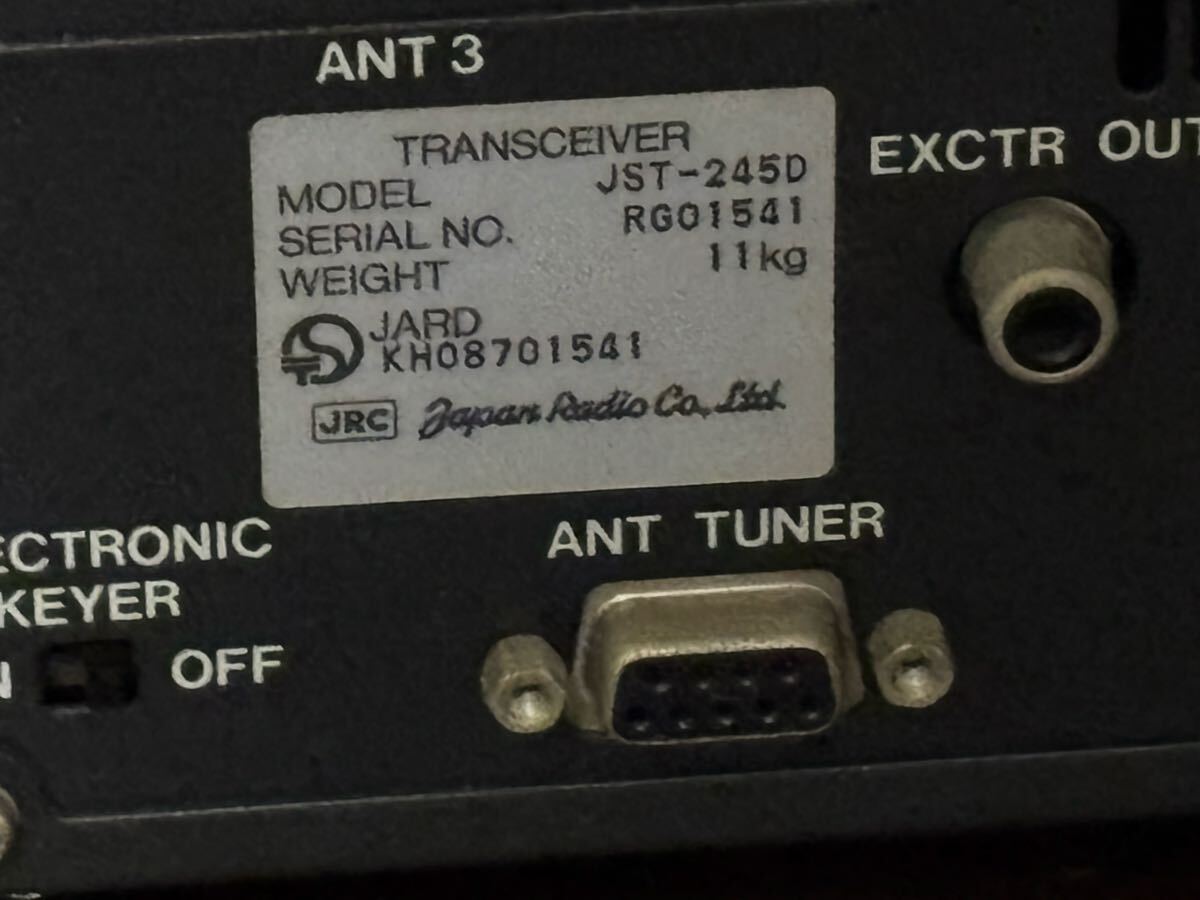 ANT 3
TRANSCEIVER
MODEL JST-245D
SERIAL NO. RG01541
WEIGHT 11kg
JARD
KH08701541
JRC Japan Radio Co., Ltd.
EXCTR OUT
ANT TUNER
ECTRONIC
KEYER
N OFF